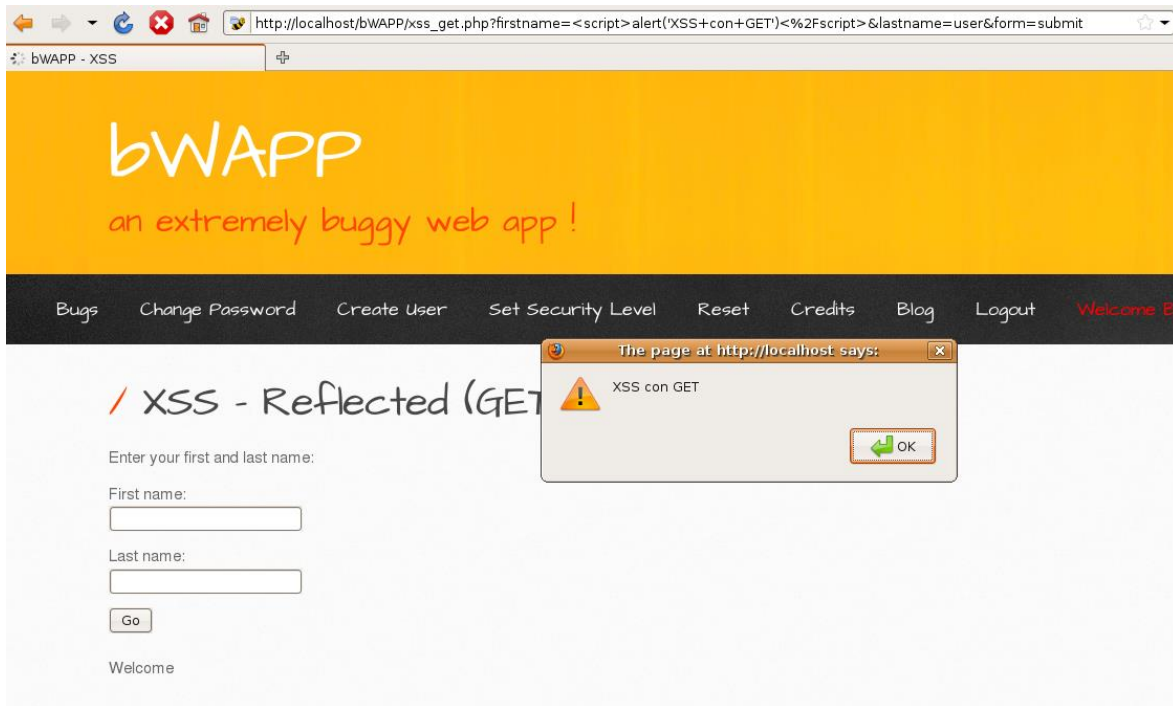 http://localhost/bWAPP/xss_get.php?firstname=<script>alert('XSS+con+GET')<%2Fscript>&lastname=user&form=submit
bWAPP - XSS
bWAPP
an extremely buggy web app !
Bugs Change Password Create User Set Security Level Reset Credits Blog Logout Welcome B
The page at http://localhost says:
XSS con GET
OK
/ XSS - Reflected (GET
Enter your first and last name:
First name:
Last name:
Go
Welcome